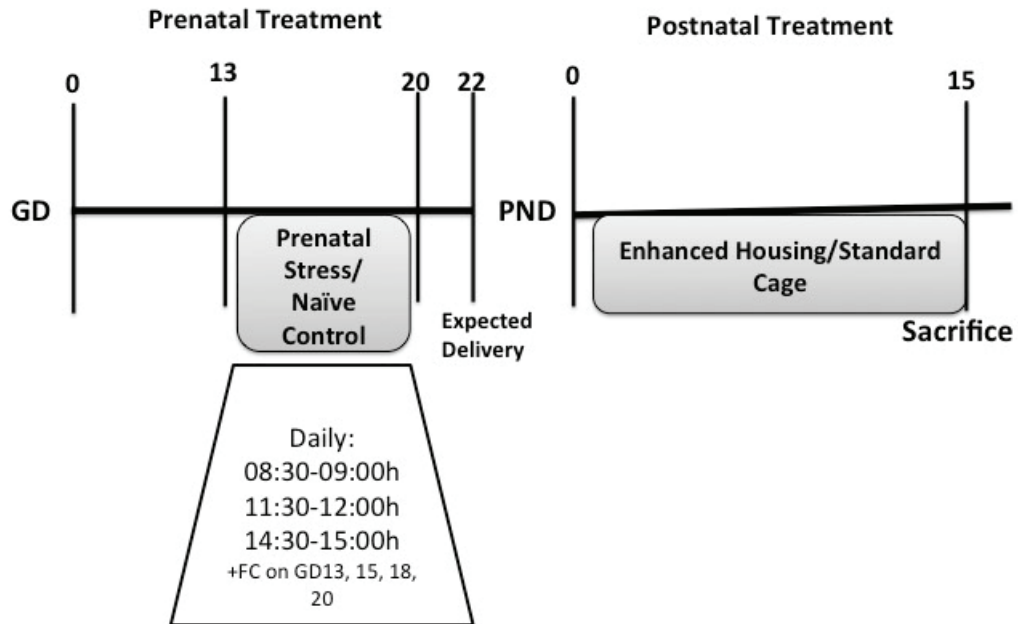 Prenatal Treatment
0
13
20
22
GD
Prenatal
Stress/
Naïve
Control
Expected
Delivery
Daily:
08:30-09:00h
11:30-12:00h
14:30-15:00h
+FC on GD13, 15, 18,
20
Postnatal Treatment
0
15
PND
Enhanced Housing/Standard
Cage
Sacrifice